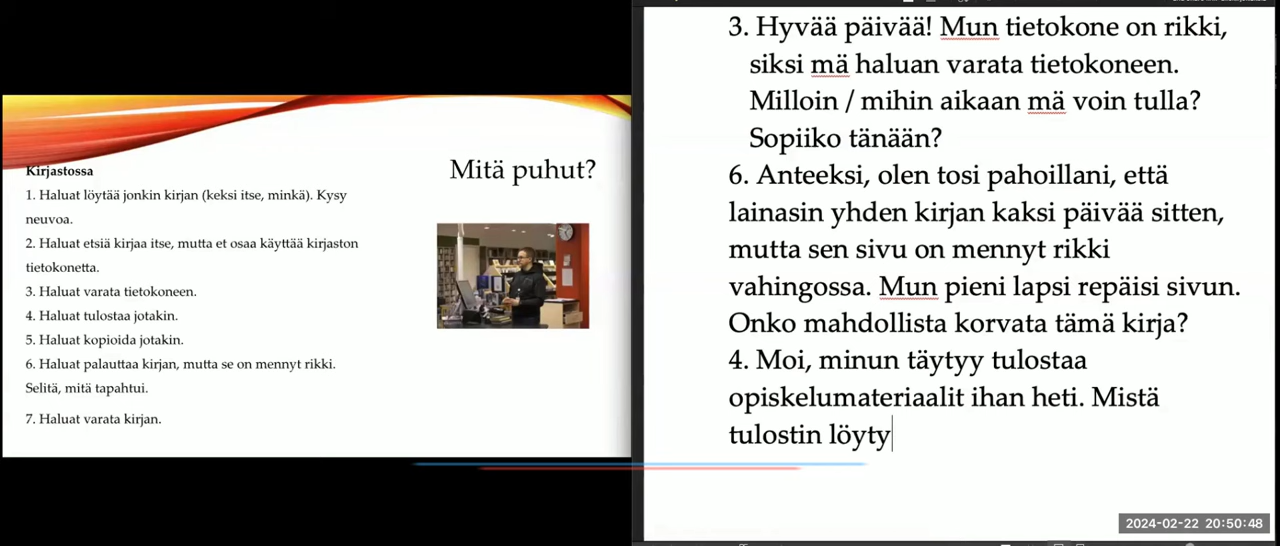 Mitä puhut?
Kirjastossa
1. Haluat löytää jonkin kirjan (keksi itse, minkä). Kysy
neuvoa.
2. Haluat etsiä kirjaa itse, mutta et osaa käyttää kirjaston
tietokonetta.
3. Haluat varata tietokoneen.
4. Haluat tulostaa jotakin.
5. Haluat kopioida jotakin.
6. Haluat palauttaa kirjan, mutta se on mennyt rikki.
Selitä, mitä tapahtui.
7. Haluat varata kirjan.
3. Hyvää päivää! Mun tietokone on rikki,
siksi mä haluan varata tietokoneen.
Milloin / mihin aikaan mä voin tulla?
Sopiiko tänään?
6. Anteeksi, olen tosi pahoillani, että
lainasin yhden kirjan kaksi päivää sitten,
mutta sen sivu on mennyt rikki
vahingossa. Mun pieni lapsi repäisi sivun.
Onko mahdollista korvata tämä kirja?
4. Moi, minun täytyy tulostaa
opiskelumateriaalit ihan heti. Mistä
tulostin löyty
2024-02-22 20:50:48